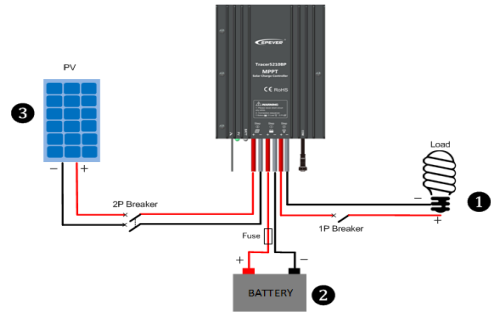 EPEVER
Tracer5210BP
MPPT
Solar Charge Controller
CE RoHS
WARNING
PV
3
− +
Load
1
−
+
2P Breaker
1P Breaker
Fuse
+ −
BATTERY
2